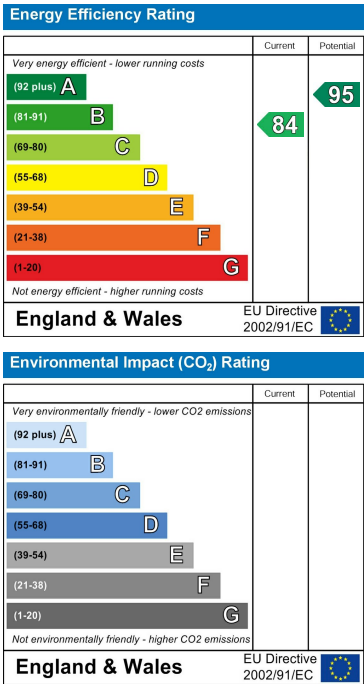 Energy Efficiency Rating
Current Potential
Very energy efficient - lower running costs
(92 plus) A
(81-91) B
(69-80) C
(55-68) D
(39-54) E
(21-38) F
(1-20) G
84
95
Not energy efficient - higher running costs
England & Wales
EU Directive
2002/91/EC
Environmental Impact (CO₂) Rating
Current Potential
Very environmentally friendly - lower CO2 emissions
(92 plus) A
(81-91) B
(69-80) C
(55-68) D
(39-54) E
(21-38) F
(1-20) G
Not environmentally friendly - higher CO2 emissions
England & Wales
EU Directive
2002/91/EC